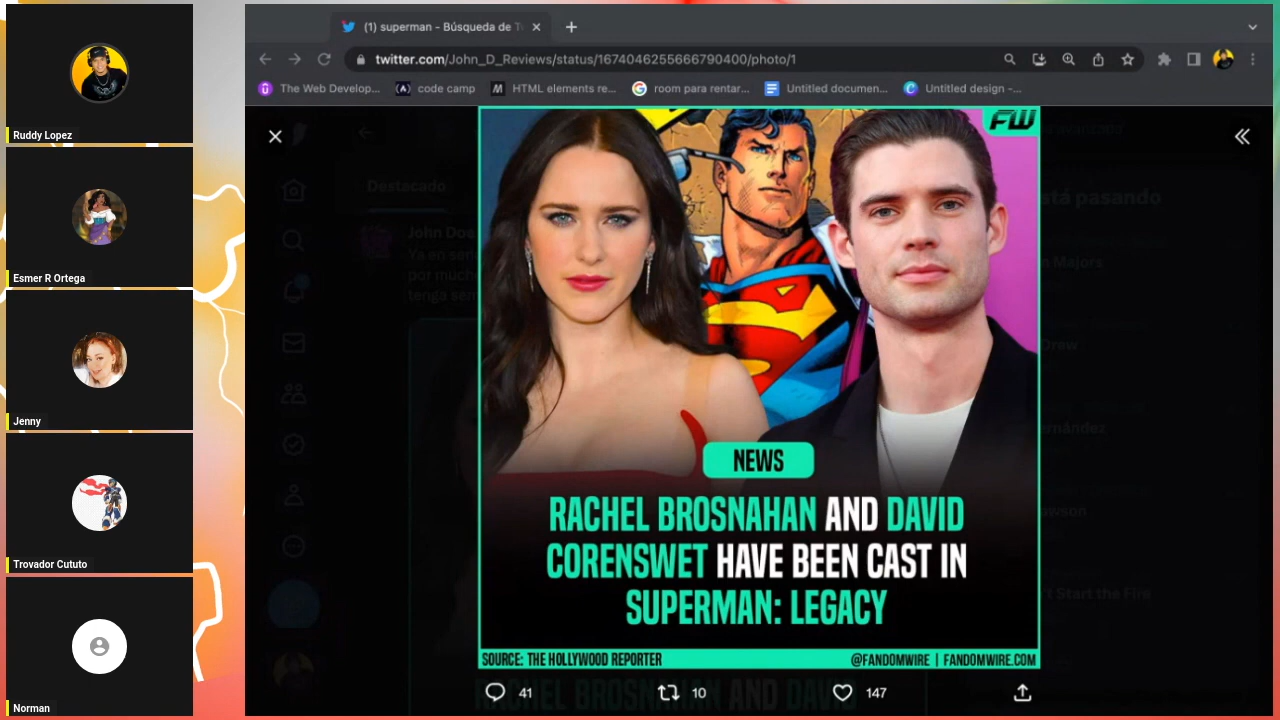 Ruddy Lopez
Esmer R Ortega
Jenny
Trovador Cututo
Norman
(1) superman - Búsqueda de T
twitter.com/John_D_Reviews/status/1674046255666790400/photo/1
The Web Develop...
code camp
HTML elements re...
room para rentar...
Untitled documen...
Untitled design -...
Destacado
está pasando
FW
NEWS
RACHEL BROSNAHAN AND DAVID
CORENSWET HAVE BEEN CAST IN
SUPERMAN: LEGACY
SOURCE: THE HOLLYWOOD REPORTER
@FANDOMWIRE | FANDOMWIRE.COM
41
10
147